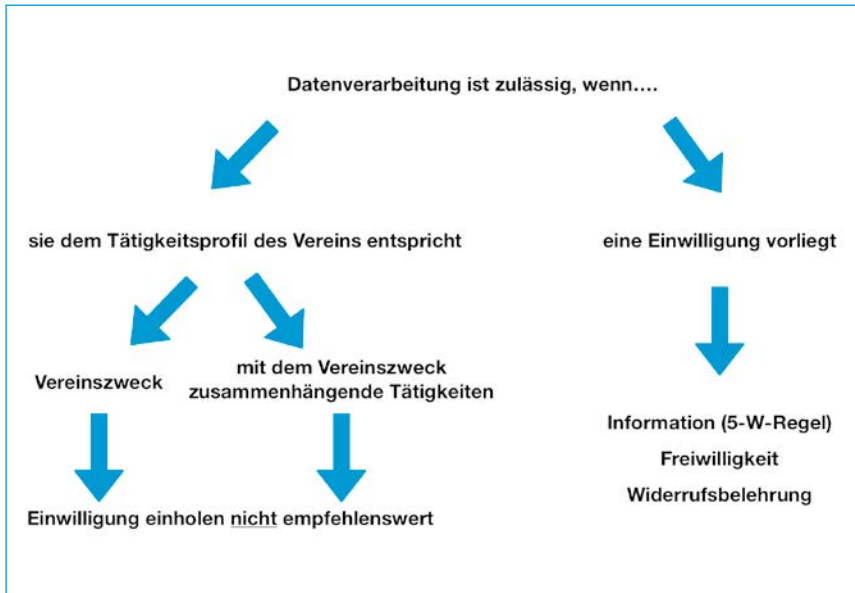 Datenverarbeitung ist zulässig, wenn....
sie dem Tätigkeitsprofil des Vereins entspricht
eine Einwilligung vorliegt
Vereinszweck
mit dem Vereinszweck
zusammenhängende Tätigkeiten
Einwilligung einholen nicht empfehlenswert
Information (5-W-Regel)
Freiwilligkeit
Widerrufsbelehrung